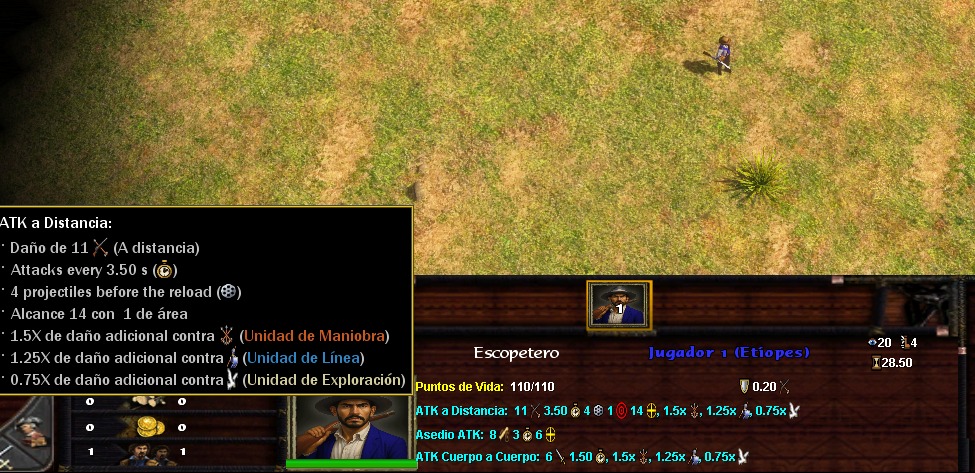 ATK a Distancia:
· Daño de 11 (A distancia)
· Attacks every 3.50 s ( )
· 4 projectiles before the reload ( )
· Alcance 14 con 1 de área
· 1.5X de daño adicional contra (Unidad de Maniobra)
· 1.25X de daño adicional contra (Unidad de Línea)
· 0.75X de daño adicional contra (Unidad de Exploración)
0 0
0 0
1 1
1
Escopetero
Jugador 1 (Etíopes)
20 4
28.50
Puntos de Vida: 110/110
0.20
ATK a Distancia: 11 3.50 4 1 14 , 1.5x , 1.25x 0.75x
Asedio ATK: 8 3 6
ATK Cuerpo a Cuerpo: 6 1.50 , 1.5x , 1.25x 0.75x